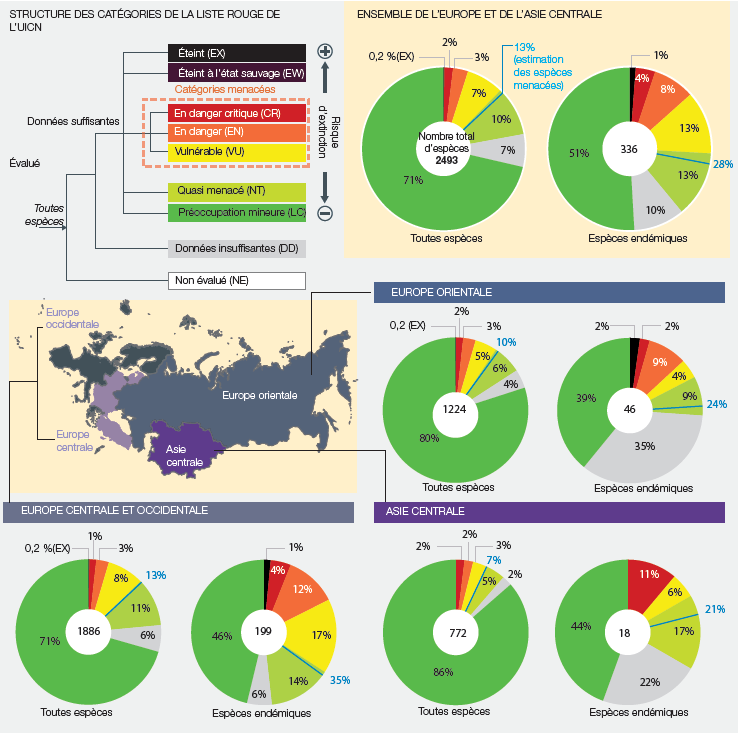 STRUCTURE DES CATÉGORIES DE LA LISTE ROUGE DE
L'UICN
Éteint (EX)
Éteint à l'état sauvage (EW)
Catégories menacées
Données suffisantes
En danger critique (CR)
En danger (EN)
Vulnérable (VU)
Risque
d'extinction
Évalué
Quasi menacé (NT)
Toutes
espèces
Préoccupation mineure (LC)
Données insuffisantes (DD)
Non évalué (NE)
ENSEMBLE DE L'EUROPE ET DE L'ASIE CENTRALE
0,2 %(EX)
2%
3%
7%
13%
(estimation
des espèces
menacées)
10%
7%
71%
Nombre total
d'espèces
2493
Toutes espèces
1%
4%
8%
13%
28%
13%
10%
51%
336
Espèces endémiques
Europe
occidentale
Europe orientale
Europe
centrale
Asie
centrale
EUROPE ORIENTALE
0,2 (EX)
2%
3%
5%
10%
6%
4%
80%
1224
Toutes espèces
2%
2%
9%
4%
9%
24%
35%
39%
46
Espèces endémiques
EUROPE CENTRALE ET OCCIDENTALE
0,2 %(EX)
1%
3%
8%
13%
11%
6%
71%
1886
Toutes espèces
1%
4%
12%
17%
35%
14%
6%
46%
199
Espèces endémiques
ASIE CENTRALE
2%
2%
3%
7%
5%
2%
86%
772
Toutes espèces
11%
6%
21%
17%
22%
44%
18
Espèces endémiques